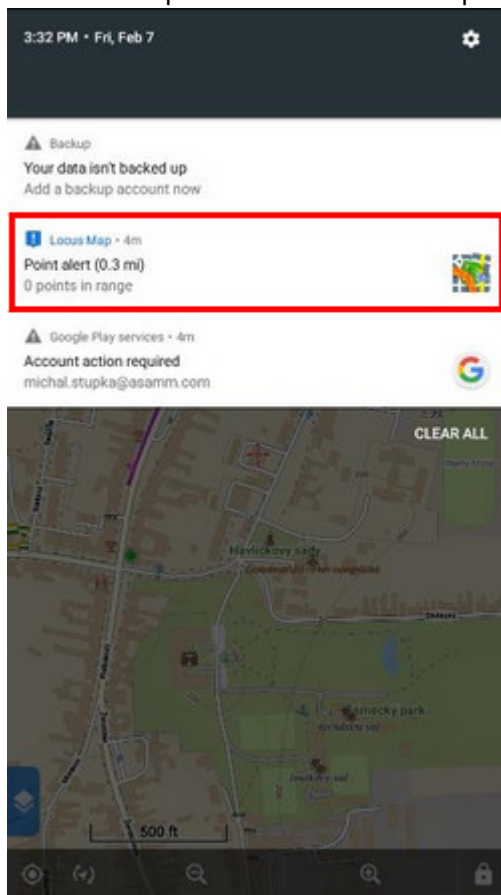 3:32 PM • Fri, Feb 7
Backup
Your data isn't backed up
Add a backup account now
Locus Map • 4m
Point alert (0.3 mi)
0 points in range
Google Play services • 4m
Account action required
michal.stupka@asamm.com
CLEAR ALL
Havlíčkovy sady
Zámecký park
500 ft